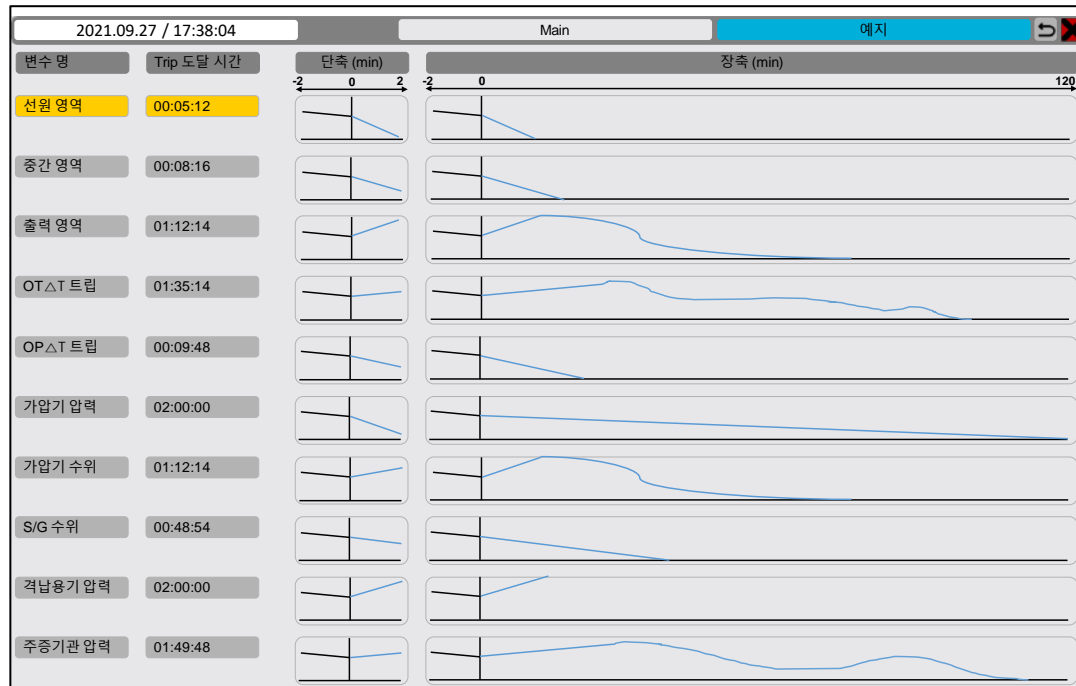 2021.09.27 / 17:38:04 Main 예지
변수 명 Trip 도달 시간 단축 (min) 장축 (min)
-2 0 2 -2 0 120
선원 영역 00:05:12
중간 영역 00:08:16
출력 영역 01:12:14
OT△T 트립 01:35:14
OP△T 트립 00:09:48
가압기 압력 02:00:00
가압기 수위 01:12:14
S/G 수위 00:48:54
격납용기 압력 02:00:00
주증기관 압력 01:49:48